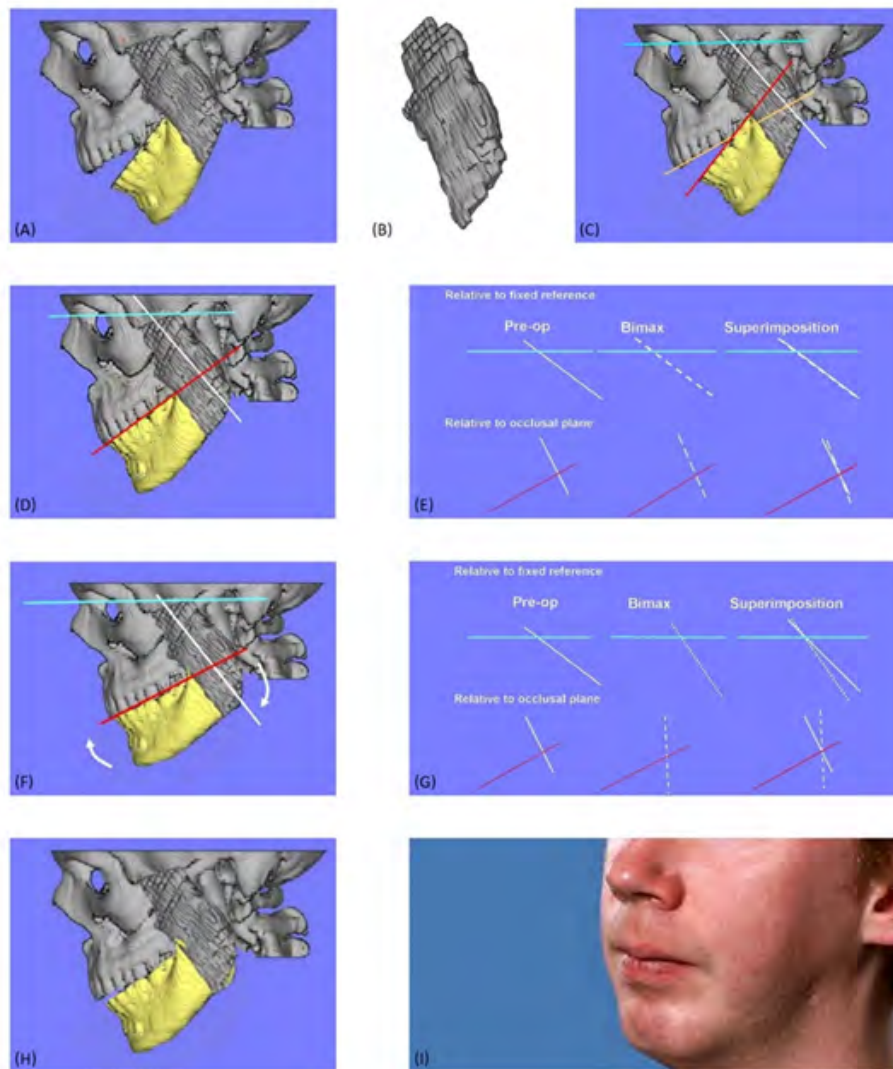 (A)
(B)
(C)
(D)
Relative to fixed reference
Pre-op Bimax Superimposition
Relative to occlusal plane
(E)
(F)
Relative to fixed reference
Pre-op Bimax Superimposition
Relative to occlusal plane
(G)
(H)
(I)